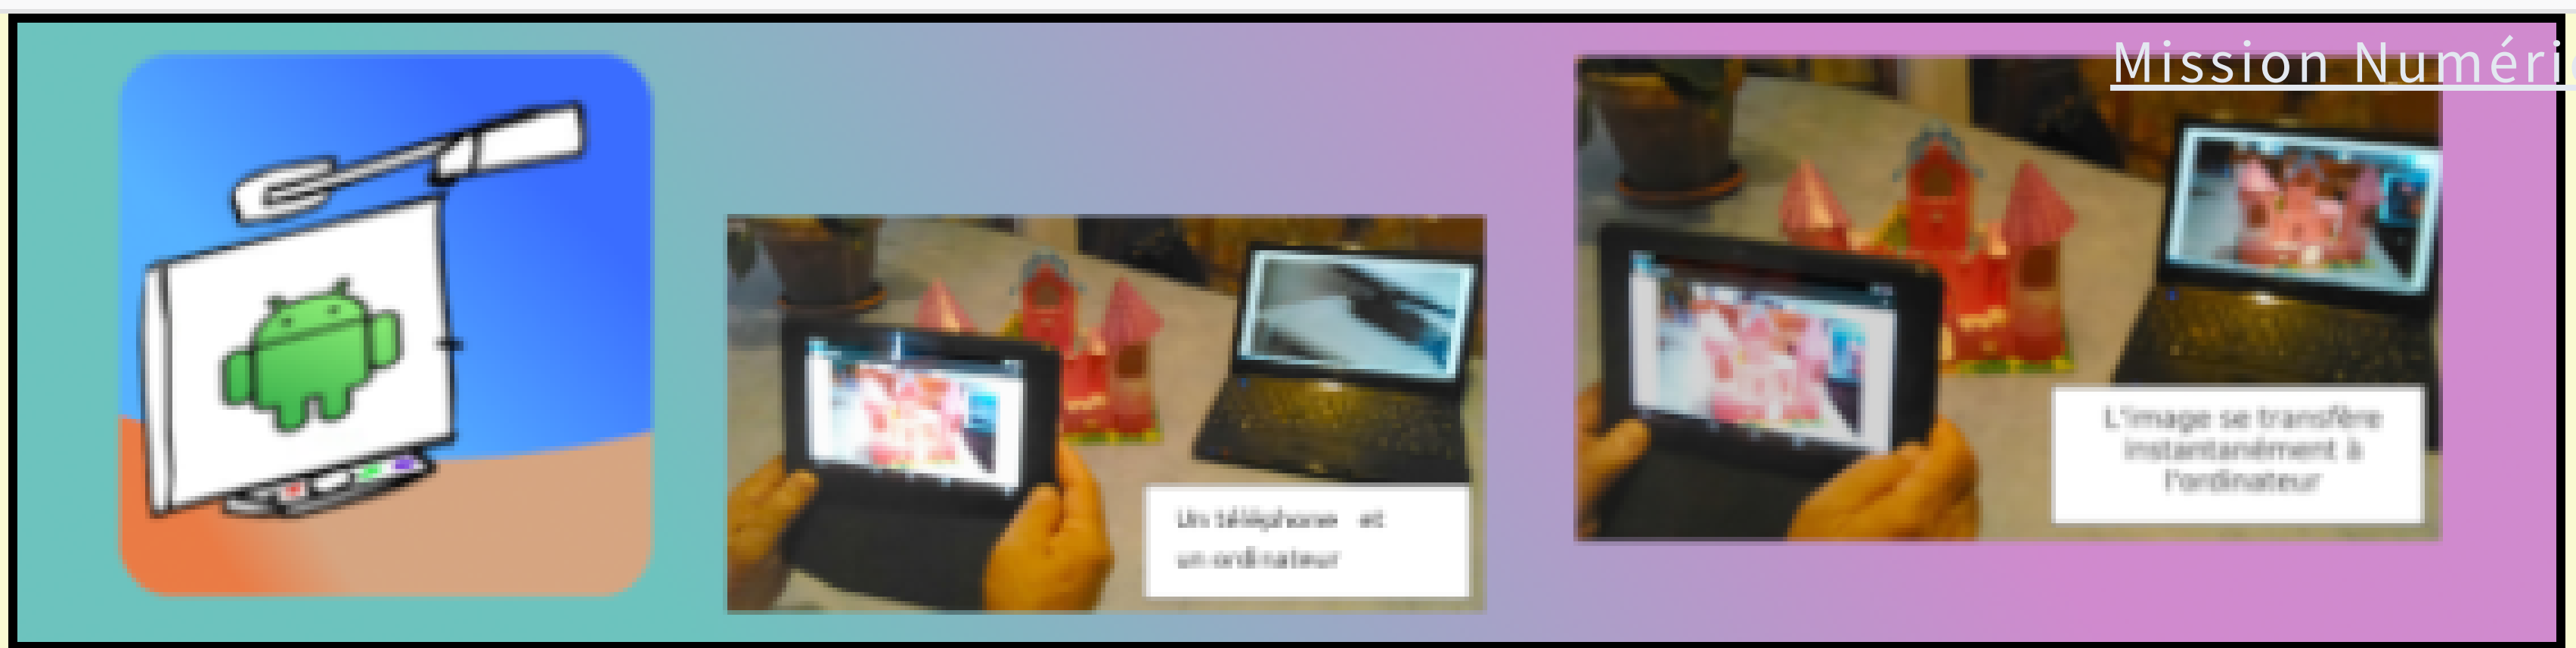 Mission Numéri
Un téléphone et
un ordinateur
L'image se transfère
instantanément à
l'ordinateur